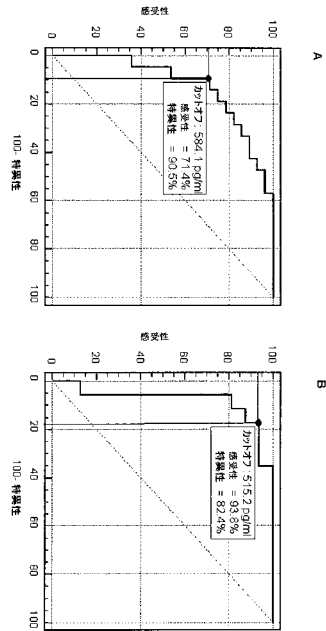 A
感受性
100
80
60
40
20
0
カットオフ : 584.1 pg/ml
感受性 = 71.4%
特異性 = 90.5%
0
20
40
60
80
100
100- 特異性
B
感受性
100
80
60
40
20
0
カットオフ : 515.2 pg/ml
感受性 = 93.8%
特異性 = 82.4%
0
20
40
60
80
100
100- 特異性